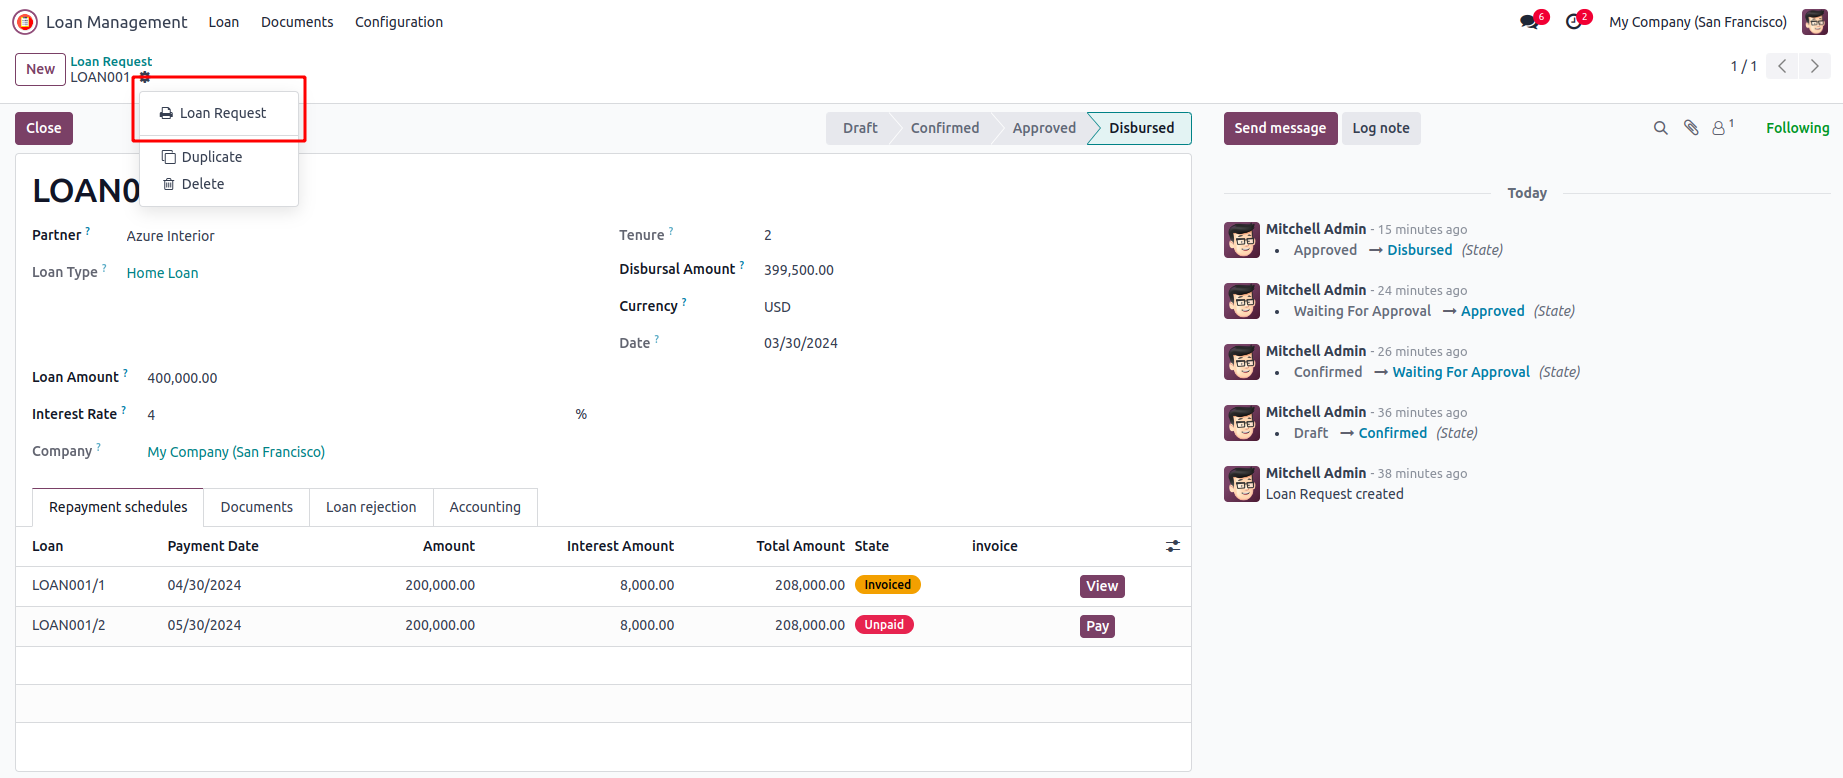 Loan Management Loan Documents Configuration 6 2 My Company (San Francisco)
New Loan Request
LOAN001
1 / 1
Loan Request
Duplicate
Delete
Close Draft Confirmed Approved Disbursed
LOAN0
Partner ? Azure Interior
Loan Type ? Home Loan
Tenure ? 2
Disbursal Amount ? 399,500.00
Currency ? USD
Date ? 03/30/2024
Loan Amount ? 400,000.00
Interest Rate ? 4 %
Company ? My Company (San Francisco)
Repayment schedules Documents Loan rejection Accounting
Loan Payment Date Amount Interest Amount Total Amount State invoice
LOAN001/1 04/30/2024 200,000.00 8,000.00 208,000.00 Invoiced View
LOAN001/2 05/30/2024 200,000.00 8,000.00 208,000.00 Unpaid Pay
Send message Log note 1 Following
Today
Mitchell Admin - 15 minutes ago
• Approved → Disbursed (State)
Mitchell Admin - 24 minutes ago
• Waiting For Approval → Approved (State)
Mitchell Admin - 26 minutes ago
• Confirmed → Waiting For Approval (State)
Mitchell Admin - 36 minutes ago
• Draft → Confirmed (State)
Mitchell Admin - 38 minutes ago
Loan Request created